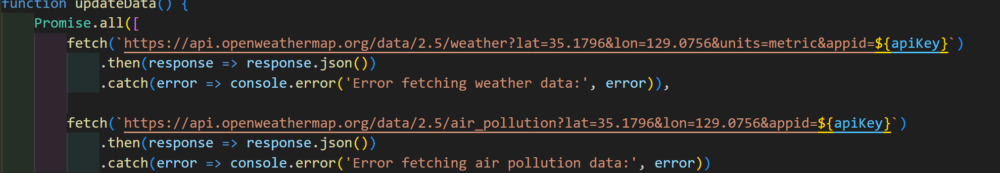 function updateData() {
Promise.all([
fetch(`https://api.openweathermap.org/data/2.5/weather?lat=35.1796&lon=129.0756&units=metric&appid=${apiKey}`)
.then(response => response.json())
.catch(error => console.error('Error fetching weather data:', error)),
fetch(`https://api.openweathermap.org/data/2.5/air_pollution?lat=35.1796&lon=129.0756&appid=${apiKey}`)
.then(response => response.json())
.catch(error => console.error('Error fetching air pollution data:', error))